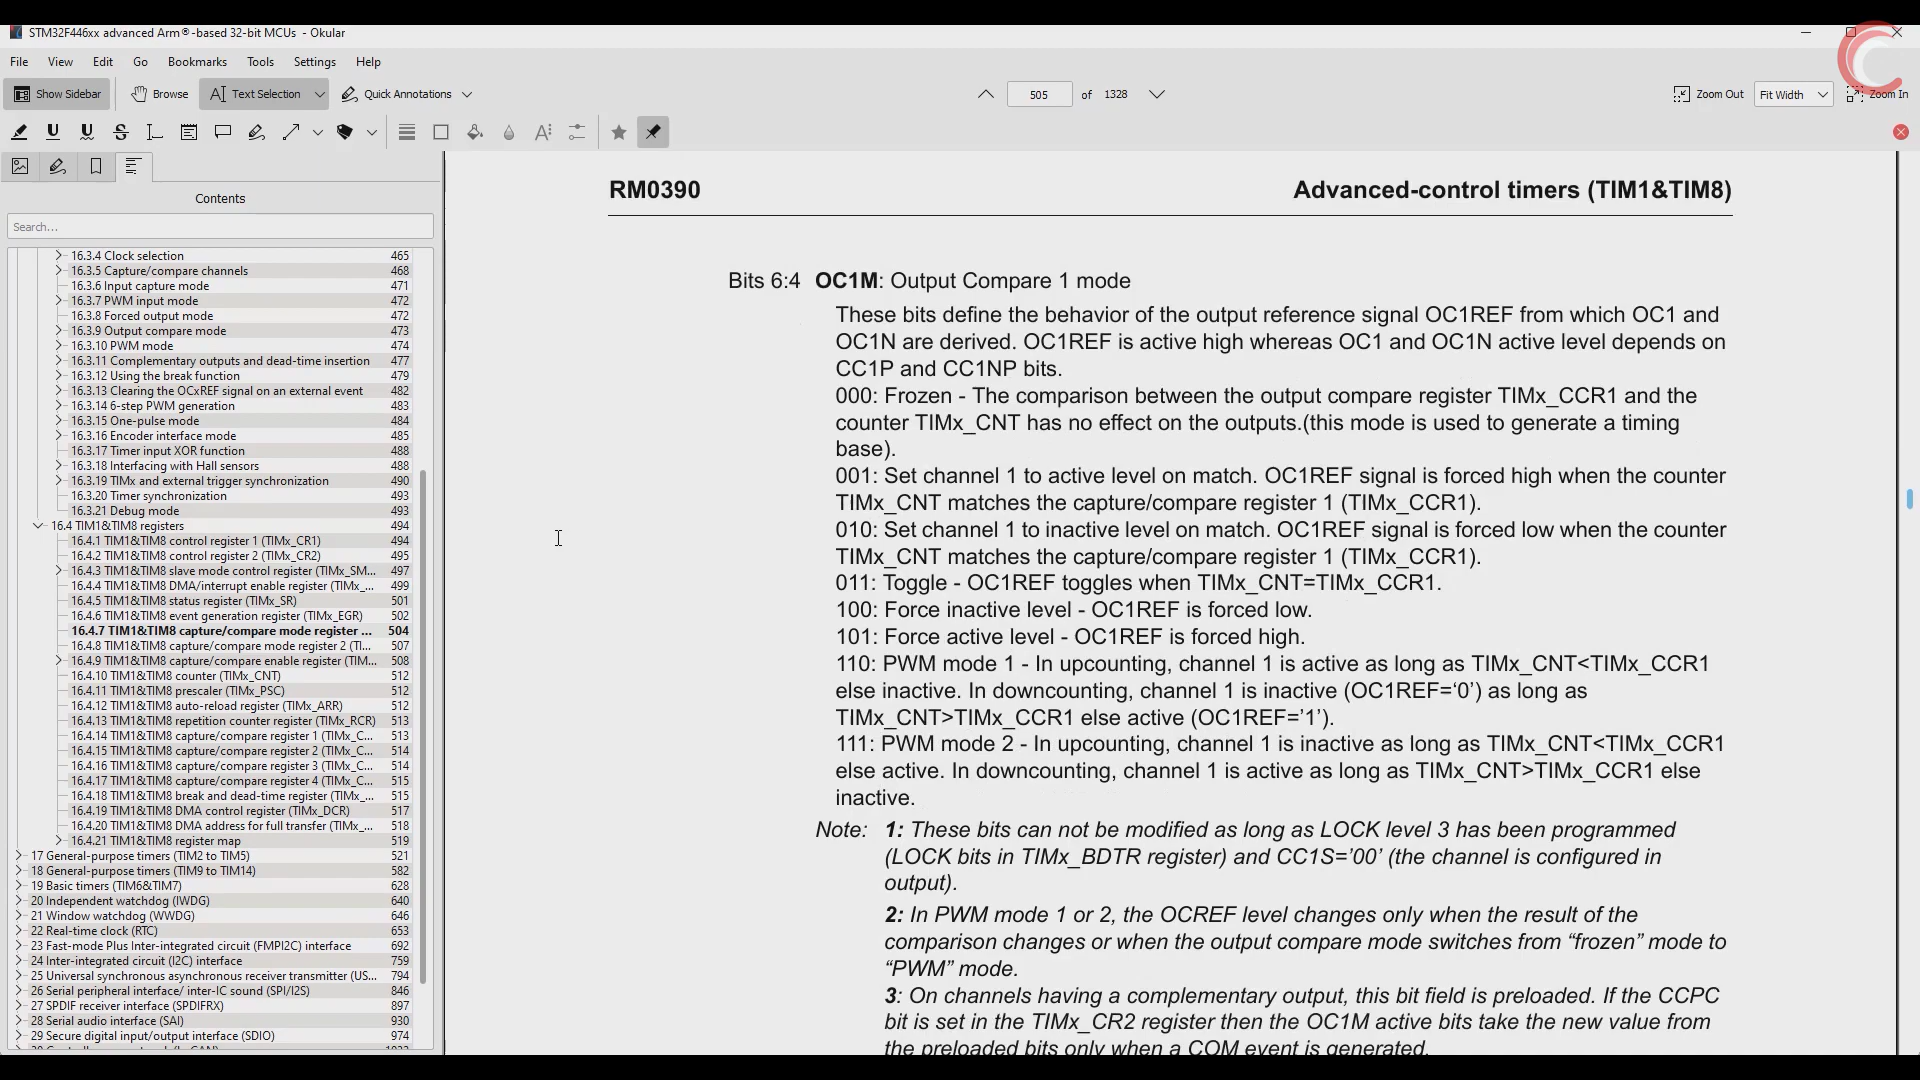 STM32F446xx advanced Arm®-based 32-bit MCUs - Okular
File View Edit Go Bookmarks Tools Settings Help
Show Sidebar Browse Text Selection Quick Annotations 505 of 1328 Zoom Out Fit Width Zoom In
Contents
Search...
16.3.4 Clock selection 465
16.3.5 Capture/compare channels 468
16.3.6 Input capture mode 471
16.3.7 PWM input mode 472
16.3.8 Forced output mode 472
16.3.9 Output compare mode 473
16.3.10 PWM mode 474
16.3.11 Complementary outputs and dead-time insertion 477
16.3.12 Using the break function 479
16.3.13 Clearing the OCxREF signal on an external event 482
16.3.14 6-step PWM generation 483
16.3.15 One-pulse mode 484
16.3.16 Encoder interface mode 485
16.3.17 Timer input XOR function 488
16.3.18 Interfacing with Hall sensors 488
16.3.19 TIMx and external trigger synchronization 490
16.3.20 Timer synchronization 493
16.3.21 Debug mode 493
16.4 TIM1&TIM8 registers 494
16.4.1 TIM1&TIM8 control register 1 (TIMx_CR1) 494
16.4.2 TIM1&TIM8 control register 2 (TIMx_CR2) 495
16.4.3 TIM1&TIM8 slave mode control register (TIMx_SM... 497
16.4.4 TIM1&TIM8 DMA/interrupt enable register (TIMx_... 499
16.4.5 TIM1&TIM8 status register (TIMx_SR) 501
16.4.6 TIM1&TIM8 event generation register (TIMx_EGR) 502
16.4.7 TIM1&TIM8 capture/compare mode register ... 504
16.4.8 TIM1&TIM8 capture/compare mode register 2 (TI... 507
16.4.9 TIM1&TIM8 capture/compare enable register (TIM... 508
16.4.10 TIM1&TIM8 counter (TIMx_CNT) 512
16.4.11 TIM1&TIM8 prescaler (TIMx_PSC) 512
16.4.12 TIM1&TIM8 auto-reload register (TIMx_ARR) 512
16.4.13 TIM1&TIM8 repetition counter register (TIMx_RCR) 513
16.4.14 TIM1&TIM8 capture/compare register 1 (TIMx_C... 513
16.4.15 TIM1&TIM8 capture/compare register 2 (TIMx_C... 514
16.4.16 TIM1&TIM8 capture/compare register 3 (TIMx_C... 514
16.4.17 TIM1&TIM8 capture/compare register 4 (TIMx_C... 515
16.4.18 TIM1&TIM8 break and dead-time register (TIMx_... 515
16.4.19 TIM1&TIM8 DMA control register (TIMx_DCR) 517
16.4.20 TIM1&TIM8 DMA address for full transfer (TIMx_... 518
16.4.21 TIM1&TIM8 register map 519
17 General-purpose timers (TIM2 to TIM5) 521
18 General-purpose timers (TIM9 to TIM14) 582
19 Basic timers (TIM6&TIM7) 628
20 Independent watchdog (IWDG) 640
21 Window watchdog (WWDG) 646
22 Real-time clock (RTC) 653
23 Fast-mode Plus Inter-integrated circuit (FMPI2C) interface 692
24 Inter-integrated circuit (I2C) interface 759
25 Universal synchronous asynchronous receiver transmitter (US... 794
26 Serial peripheral interface/ inter-IC sound (SPI/I2S) 846
27 SPDIF receiver interface (SPDIFRX) 897
28 Serial audio interface (SAI) 930
29 Secure digital input/output interface (SDIO) 974
RM0390 Advanced-control timers (TIM1&TIM8)
Bits 6:4 OC1M: Output Compare 1 mode
These bits define the behavior of the output reference signal OC1REF from which OC1 and
OC1N are derived. OC1REF is active high whereas OC1 and OC1N active level depends on
CC1P and CC1NP bits.
000: Frozen - The comparison between the output compare register TIMx_CCR1 and the
counter TIMx_CNT has no effect on the outputs.(this mode is used to generate a timing
base).
001: Set channel 1 to active level on match. OC1REF signal is forced high when the counter
TIMx_CNT matches the capture/compare register 1 (TIMx_CCR1).
010: Set channel 1 to inactive level on match. OC1REF signal is forced low when the counter
TIMx_CNT matches the capture/compare register 1 (TIMx_CCR1).
011: Toggle - OC1REF toggles when TIMx_CNT=TIMx_CCR1.
100: Force inactive level - OC1REF is forced low.
101: Force active level - OC1REF is forced high.
110: PWM mode 1 - In upcounting, channel 1 is active as long as TIMx_CNT<TIMx_CCR1
else inactive. In downcounting, channel 1 is inactive (OC1REF=‘0’) as long as
TIMx_CNT>TIMx_CCR1 else active (OC1REF=’1’).
111: PWM mode 2 - In upcounting, channel 1 is inactive as long as TIMx_CNT<TIMx_CCR1
else active. In downcounting, channel 1 is active as long as TIMx_CNT>TIMx_CCR1 else
inactive.
Note: 1: These bits can not be modified as long as LOCK level 3 has been programmed
(LOCK bits in TIMx_BDTR register) and CC1S=’00’ (the channel is configured in
output).
2: In PWM mode 1 or 2, the OCREF level changes only when the result of the
comparison changes or when the output compare mode switches from “frozen” mode to
“PWM” mode.
3: On channels having a complementary output, this bit field is preloaded. If the CCPC
bit is set in the TIMx_CR2 register then the OC1M active bits take the new value from
the preloaded bits only when a COM event is generated.